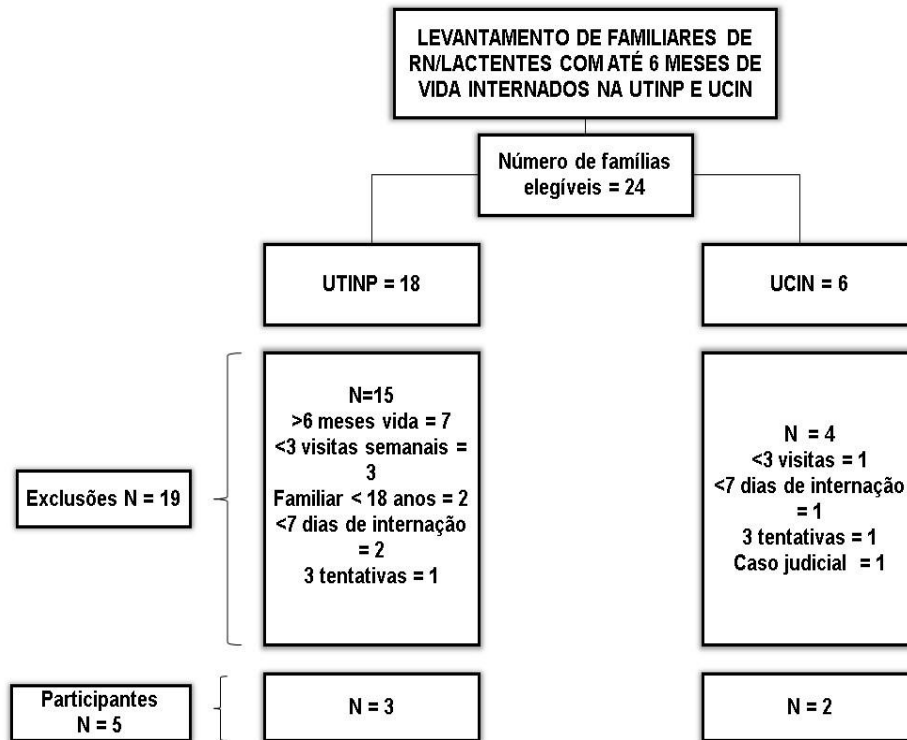 LEVANTAMENTO DE FAMILIARES DE
RN/LACTENTES COM ATÉ 6 MESES DE
VIDA INTERNADOS NA UTINP E UCIN
Número de famílias
elegíveis = 24
UTINP = 18
UCIN = 6
Exclusões N = 19
N=15
>6 meses vida = 7
<3 visitas semanais =
3
Familiar < 18 anos = 2
<7 dias de internação
= 2
3 tentativas = 1
N = 4
<3 visitas = 1
<7 dias de internação
= 1
3 tentativas = 1
Caso judicial = 1
Participantes
N = 5
N = 3
N = 2